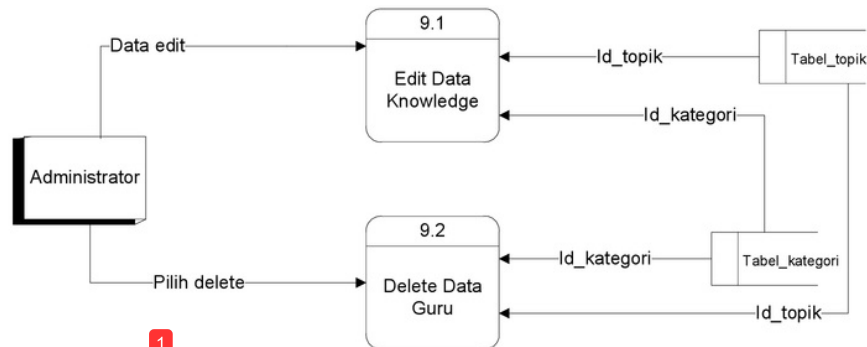 9.1
Data edit
Id_topik
Tabel_topik
Edit Data
Knowledge
Id_kategori
Administrator
9.2
Id_kategori
Tabel_kategori
Pilih delete
Delete Data
Guru
Id_topik
1